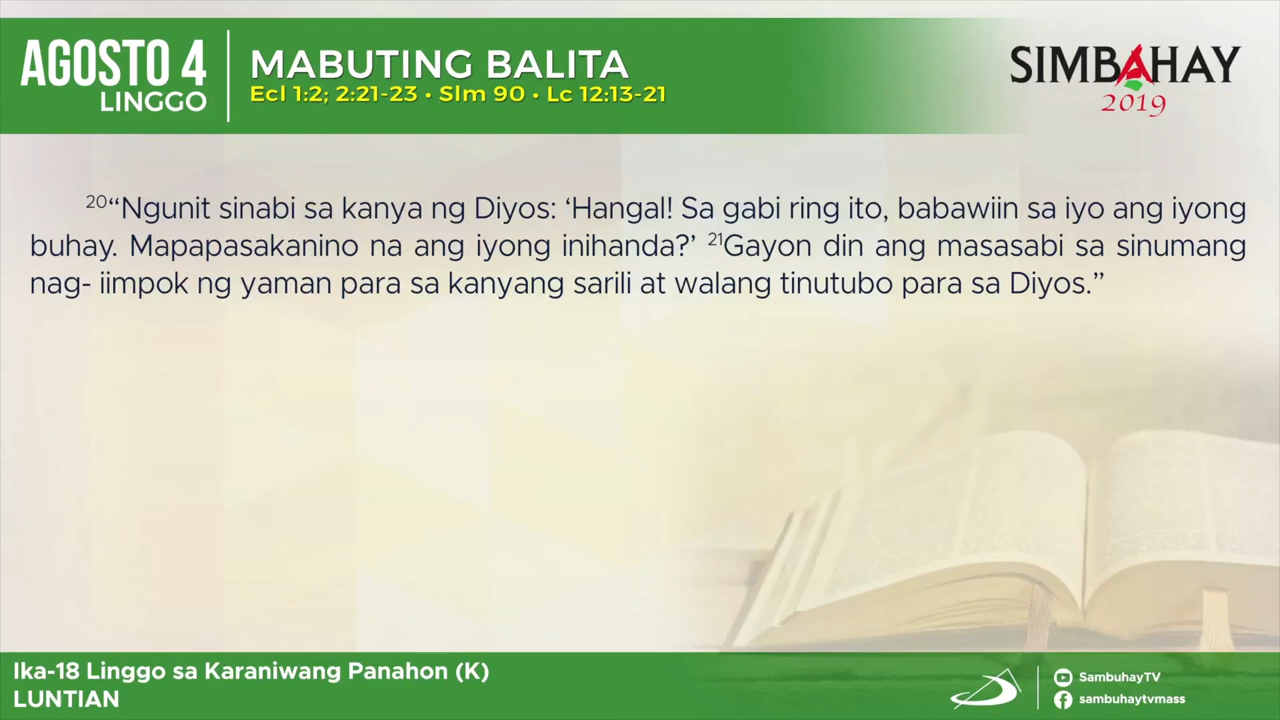 AGOSTO 4
LINGGO
MABUTING BALITA
Ecl 1:2; 2:21-23 • Slm 90 • Lc 12:13-21
SIMBAHAY
2019
20“Ngunit sinabi sa kanya ng Diyos: ‘Hangal! Sa gabi ring ito, babawiin sa iyo ang iyong
buhay. Mapapasakanino na ang iyong inihanda?’ 21Gayon din ang masasabi sa sinumang
nag- iimpok ng yaman para sa kanyang sarili at walang tinutubo para sa Diyos.”
Ika-18 Linggo sa Karaniwang Panahon (K)
LUNTIAN
SambuhayTV
sambuhaytvmass